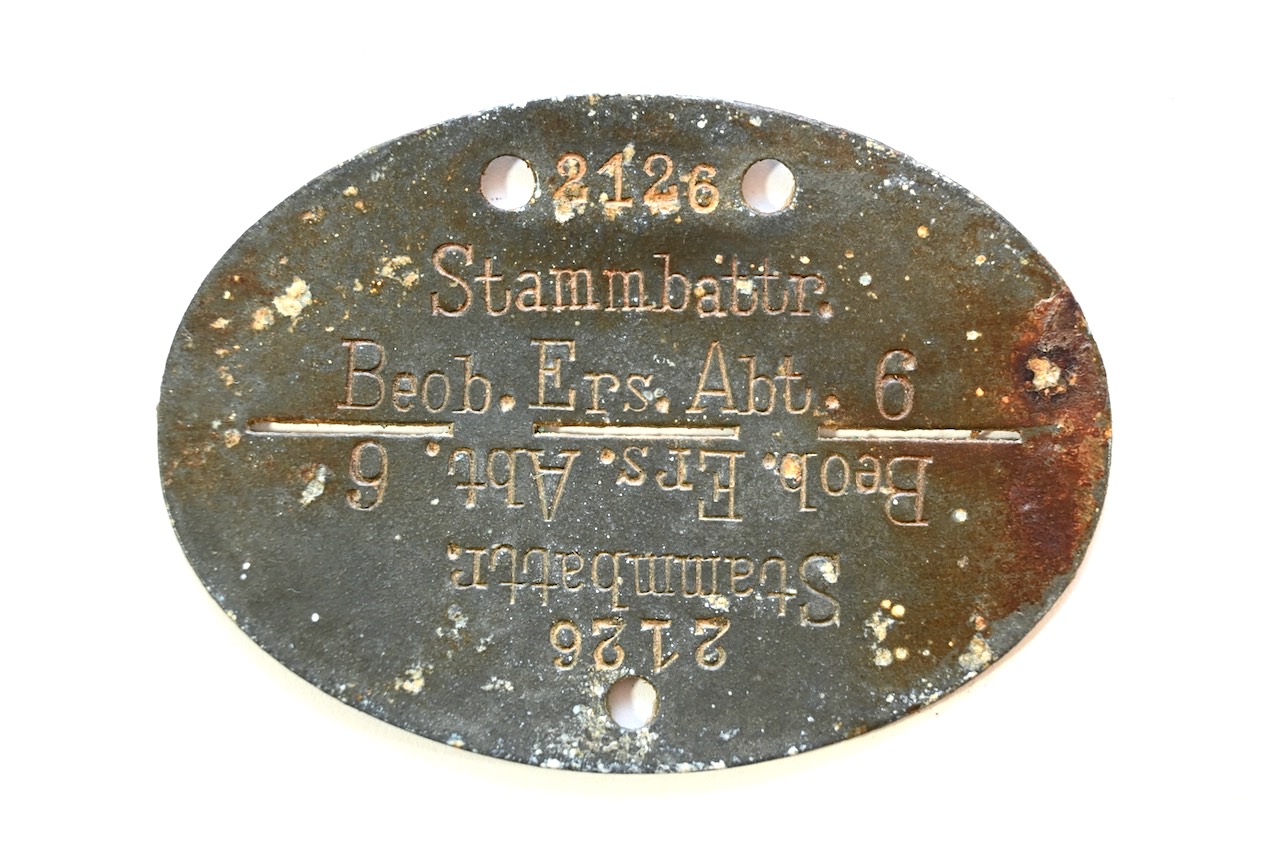 2126
Stammbattr.
Beob. Ers. Abt. 6
2126
Stammbattr.
Beob. Ers. Abt. 6